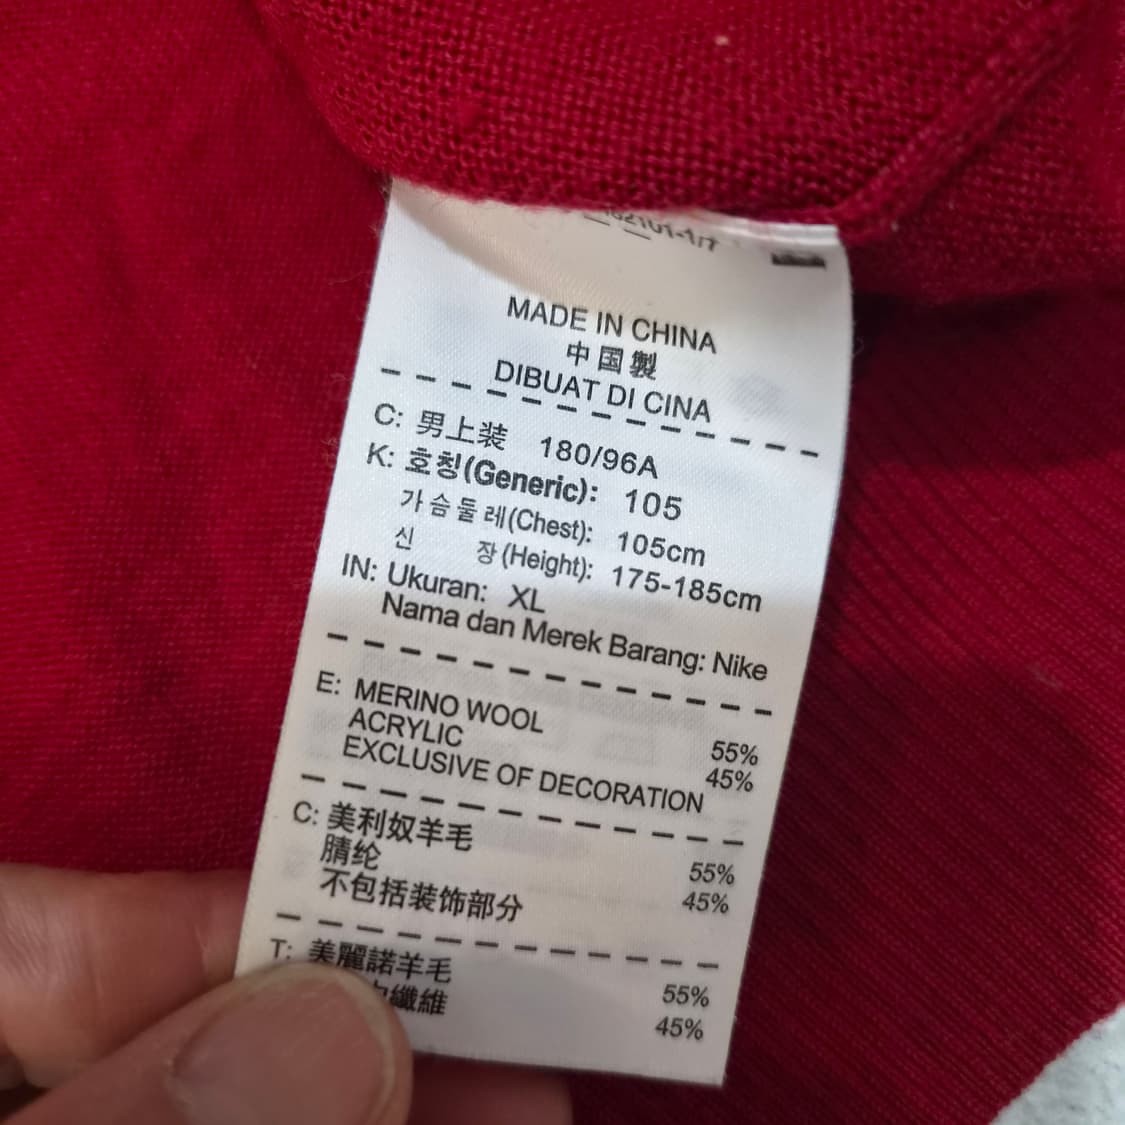 MADE IN CHINA
中国製
DIBUAT DI CINA
C: 男上装 180/96A
K: 호칭(Generic): 105
가슴둘레(Chest): 105cm
신 장(Height): 175-185cm
IN: Ukuran: XL
Nama dan Merek Barang: Nike
E: MERINO WOOL 55%
ACRYLIC 45%
EXCLUSIVE OF DECORATION
C: 美利奴羊毛 55%
腈纶 45%
不包括装饰部分
T: 美麗諾羊毛 55%
纖維 45%